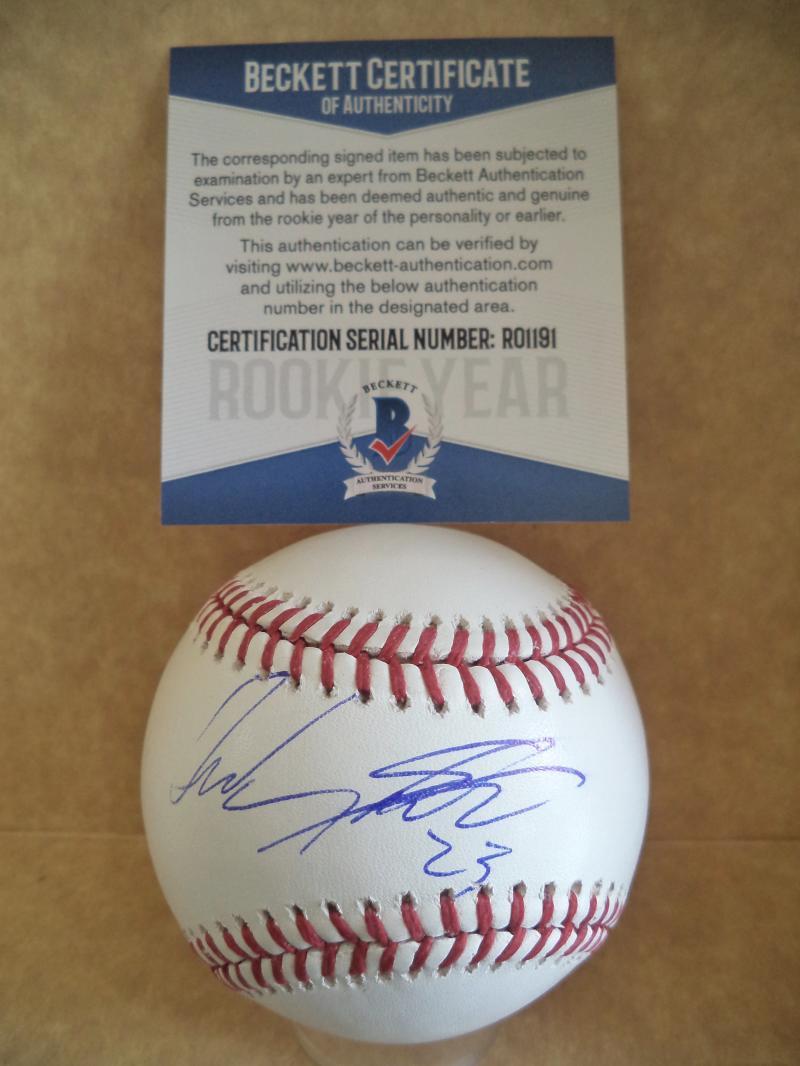 BECKETT CERTIFICATE
OF AUTHENTICITY
The corresponding signed item has been subjected to
examination by an expert from Beckett Authentication
Services and has been deemed authentic and genuine
from the rookie year of the personality or earlier.
This authentication can be verified by
visiting www.beckett-authentication.com
and utilizing the below authentication
number in the designated area.
CERTIFICATION SERIAL NUMBER: R01191
ROOKIE YEAR
BECKETT
B
AUTHENTICATION
SERVICES
23